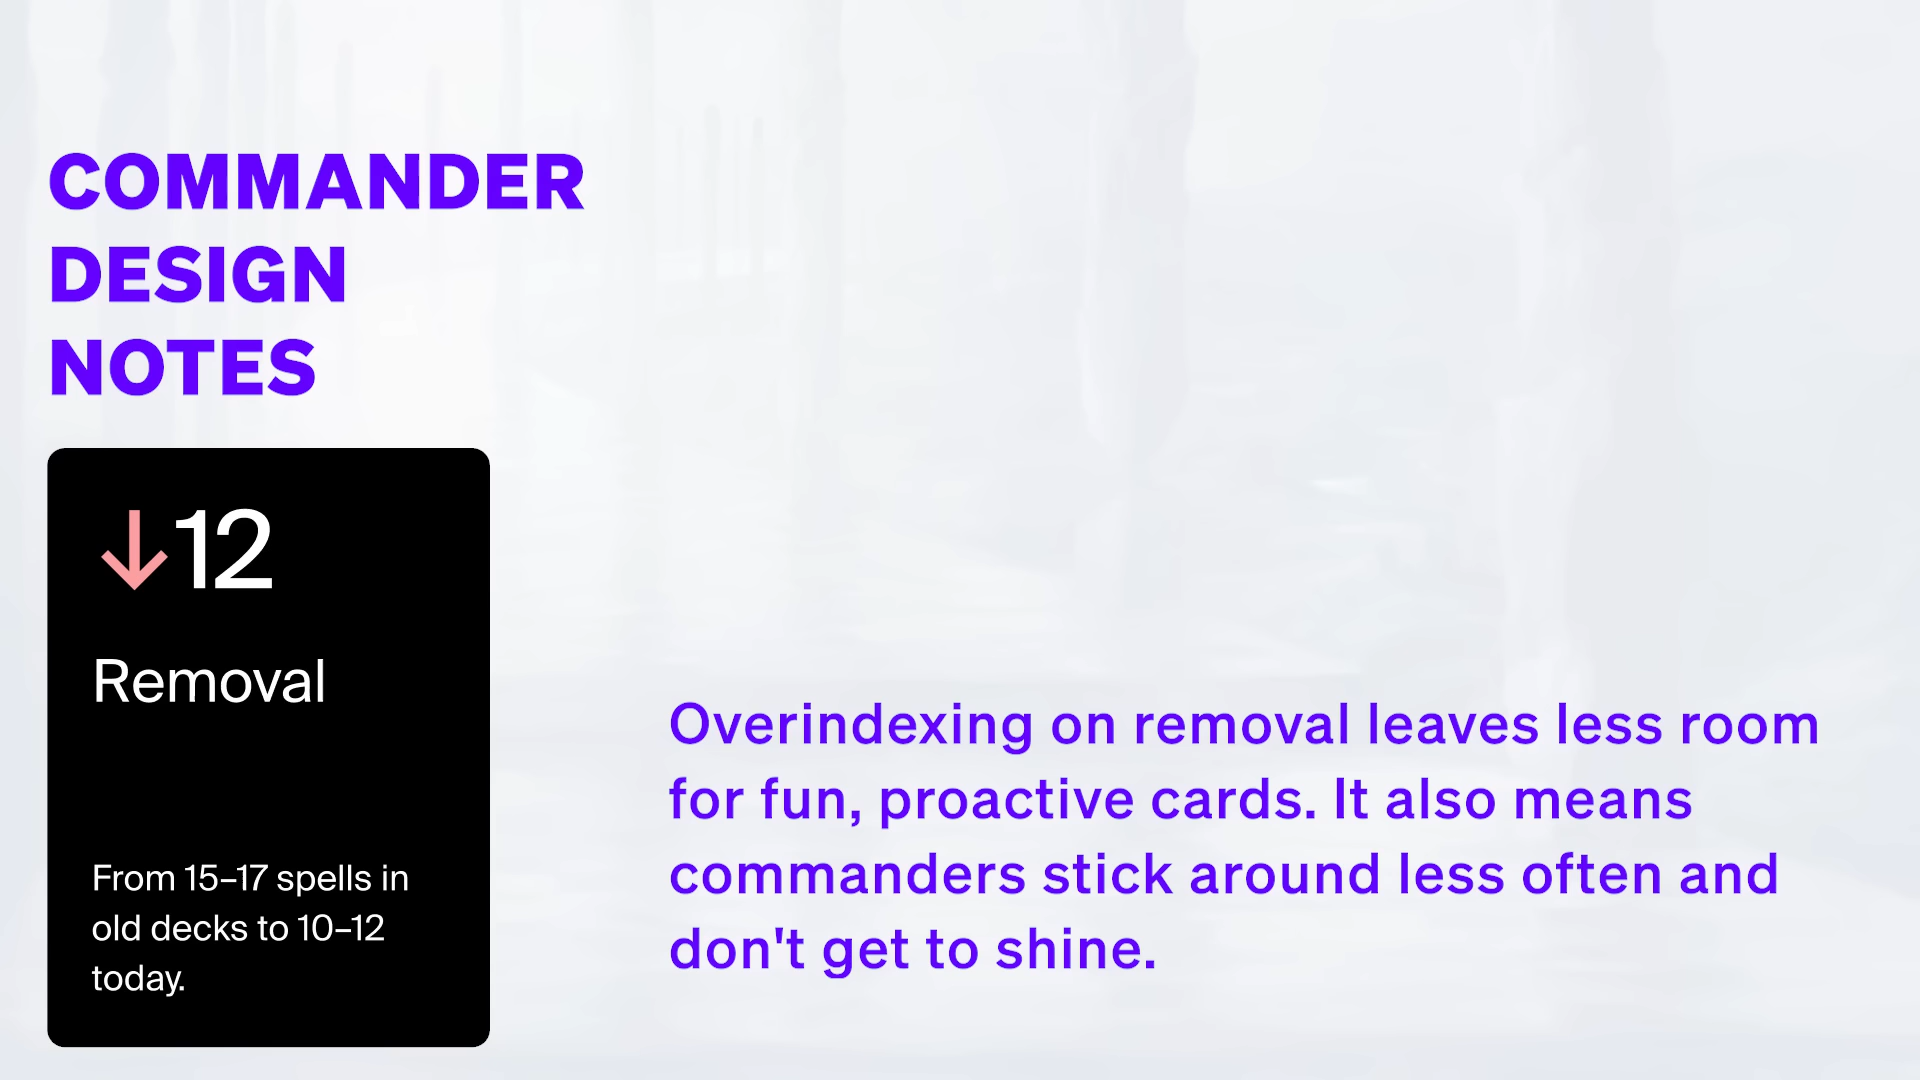 COMMANDER
DESIGN
NOTES
↓12
Removal
From 15–17 spells in
old decks to 10–12
today.
Overindexing on removal leaves less room
for fun, proactive cards. It also means
commanders stick around less often and
don't get to shine.